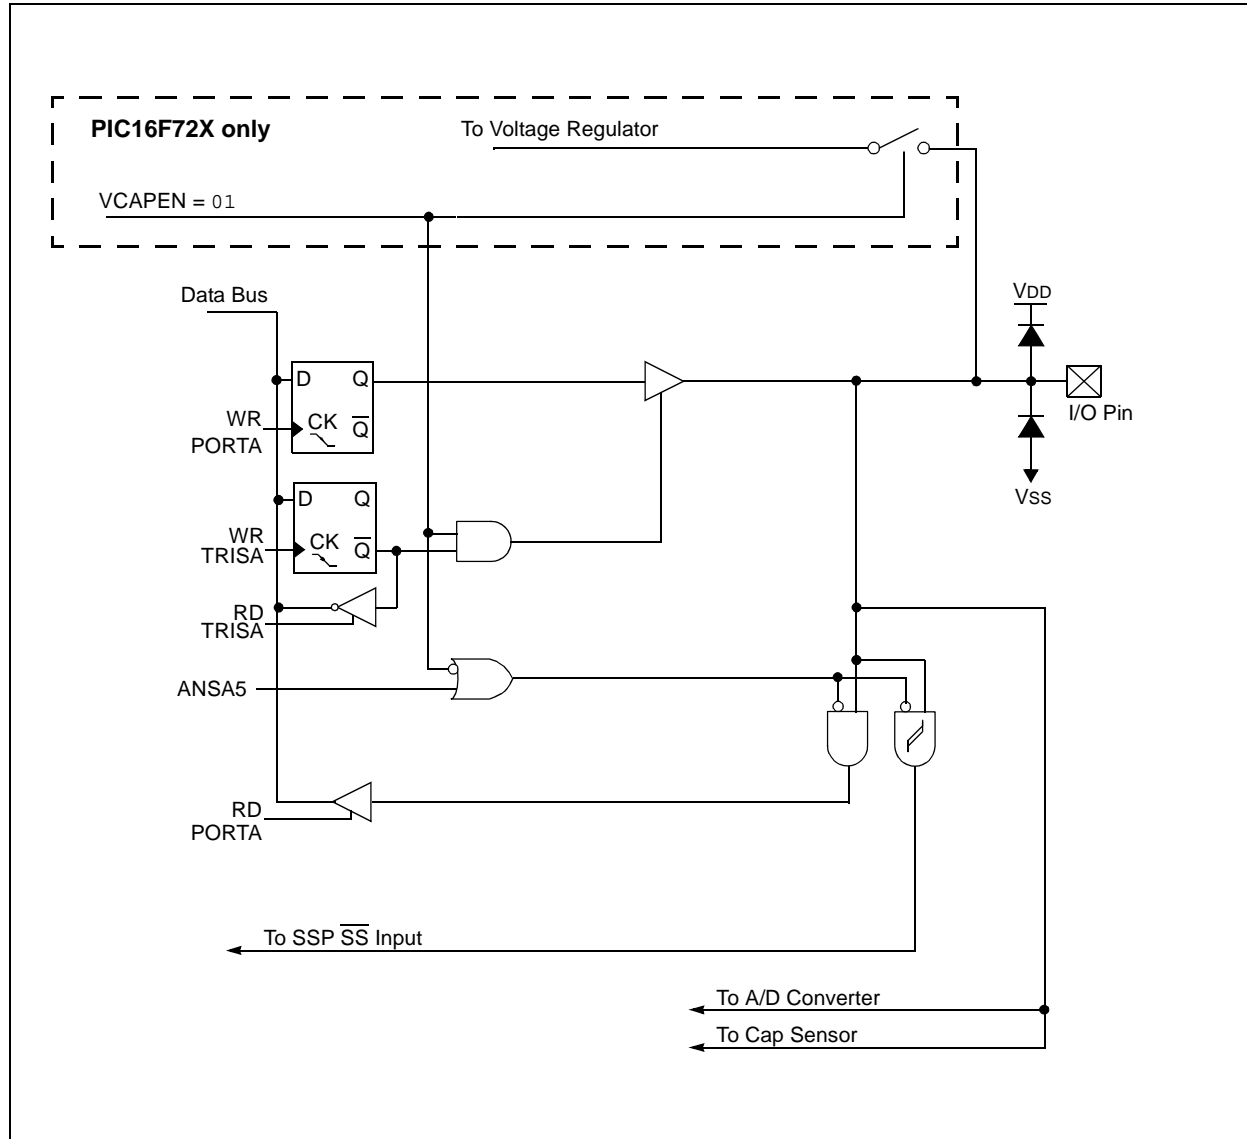 PIC16F72X only
To Voltage Regulator
VCAPEN = 01
Data Bus
VDD
D Q
WR
PORTA
CK Q̅
I/O Pin
VSS
D Q
WR
TRISA
CK Q̅
RD
TRISA
ANSA5
RD
PORTA
To SSP S̅S̅ Input
To A/D Converter
To Cap Sensor